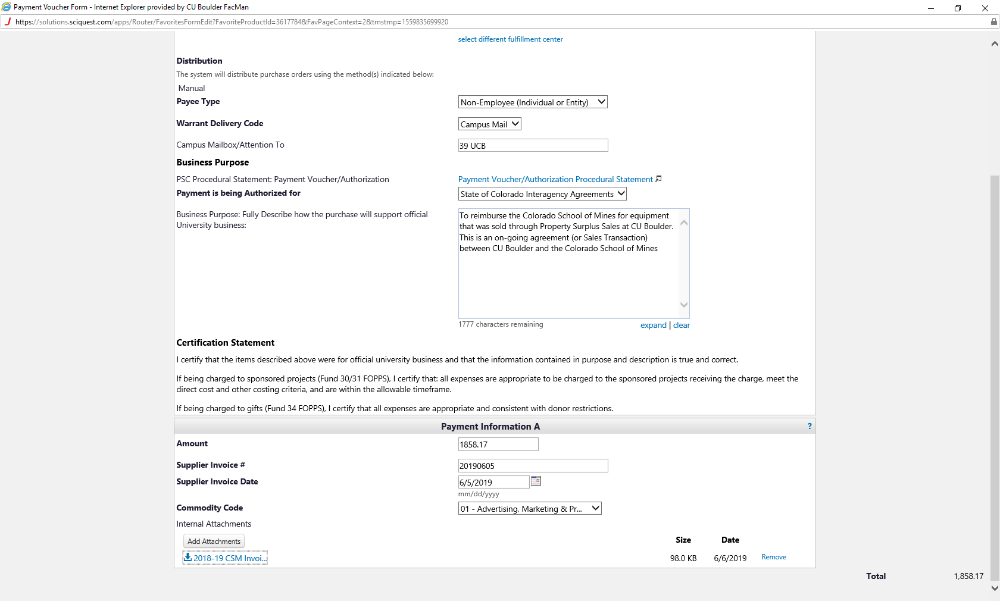 Payment Voucher Form - Internet Explorer provided by CU Boulder FacMan
https://solutions.sciquest.com/apps/Router/FavoritesFormEdit?FavoriteProductId=3617784&FavPageContext=2&tmstmp=1559835699920
select different fulfillment center
Distribution
The system will distribute purchase orders using the method(s) indicated below:
Manual
Payee Type Non-Employee (Individual or Entity)
Warrant Delivery Code Campus Mail
Campus Mailbox/Attention To 39 UCB
Business Purpose
PSC Procedural Statement: Payment Voucher/Authorization Payment Voucher/Authorization Procedural Statement
Payment is being Authorized for State of Colorado Interagency Agreements
Business Purpose: Fully Describe how the purchase will support official
University business:
To reimburse the Colorado School of Mines for equipment
that was sold through Property Surplus Sales at CU Boulder.
This is an on-going agreement (or Sales Transaction)
between CU Boulder and the Colorado School of Mines
1777 characters remaining expand | clear
Certification Statement
I certify that the items described above were for official university business and that the information contained in purpose and description is true and correct.
If being charged to sponsored projects (Fund 30/31 FOPPS), I certify that: all expenses are appropriate to be charged to the sponsored projects receiving the charge, meet the
direct cost and other costing criteria, and are within the allowable timeframe.
If being charged to gifts (Fund 34 FOPPS), I certify that all expenses are appropriate and consistent with donor restrictions.
Payment Information A ?
Amount 1858.17
Supplier Invoice # 20190605
Supplier Invoice Date 6/5/2019
mm/dd/yyyy
Commodity Code 01 - Advertising, Marketing & Pr...
Internal Attachments
Add Attachments Size Date
2018-19 CSM Invoi... 98.0 KB 6/6/2019 Remove
Total 1,858.17